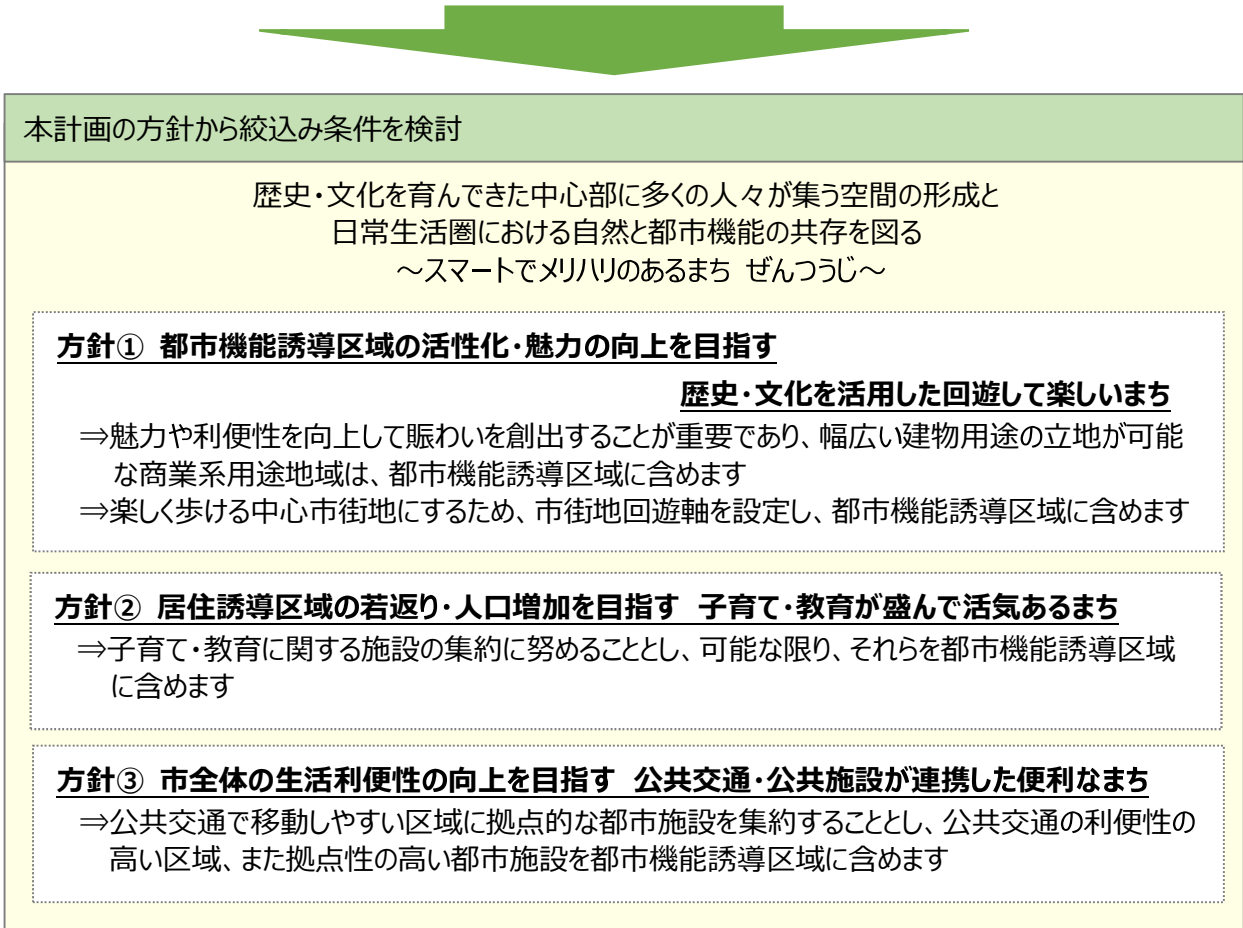 本計画の方針から絞込み条件を検討
歴史・文化を育んできた中心部に多くの人々が集う空間の形成と
日常生活圏における自然と都市機能の共存を図る
～スマートでメリハリのあるまち ぜんつうじ～
方針① 都市機能誘導区域の活性化・魅力の向上を目指す
歴史・文化を活用した回遊して楽しいまち
⇒魅力や利便性を向上して賑わいを創出することが重要であり、幅広い建物用途の立地が可能
な商業系用途地域は、都市機能誘導区域に含めます
⇒楽しく歩ける中心市街地にするため、市街地回遊軸を設定し、都市機能誘導区域に含めます
方針② 居住誘導区域の若返り・人口増加を目指す 子育て・教育が盛んで活気あるまち
⇒子育て・教育に関する施設の集約に努めることとし、可能な限り、それらを都市機能誘導区域
に含めます
方針③ 市全体の生活利便性の向上を目指す 公共交通・公共施設が連携した便利なまち
⇒公共交通で移動しやすい区域に拠点的な都市施設を集約することとし、公共交通の利便性の
高い区域、また拠点性の高い都市施設を都市機能誘導区域に含めます